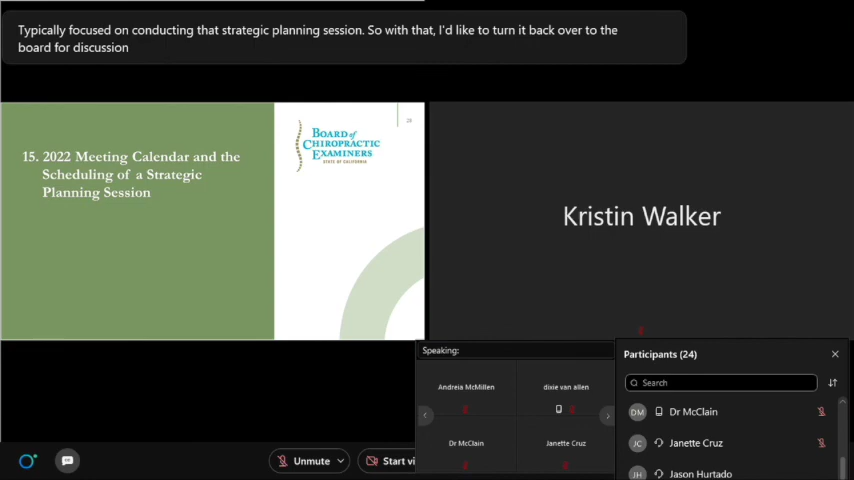 Typically focused on conducting that strategic planning session. So with that, I'd like to turn it back over to the
board for discussion
28
15. 2022 Meeting Calendar and the
Scheduling of a Strategic
Planning Session
BOARD of
CHIROPRACTIC
EXAMINERS
STATE OF CALIFORNIA
Kristin Walker
Speaking:
Andreia McMillen
dixie van allen
Dr McClain
Janette Cruz
Participants (24)
Search
DM Dr McClain
JC Janette Cruz
JH Jason Hurtado
Unmute
Start vi